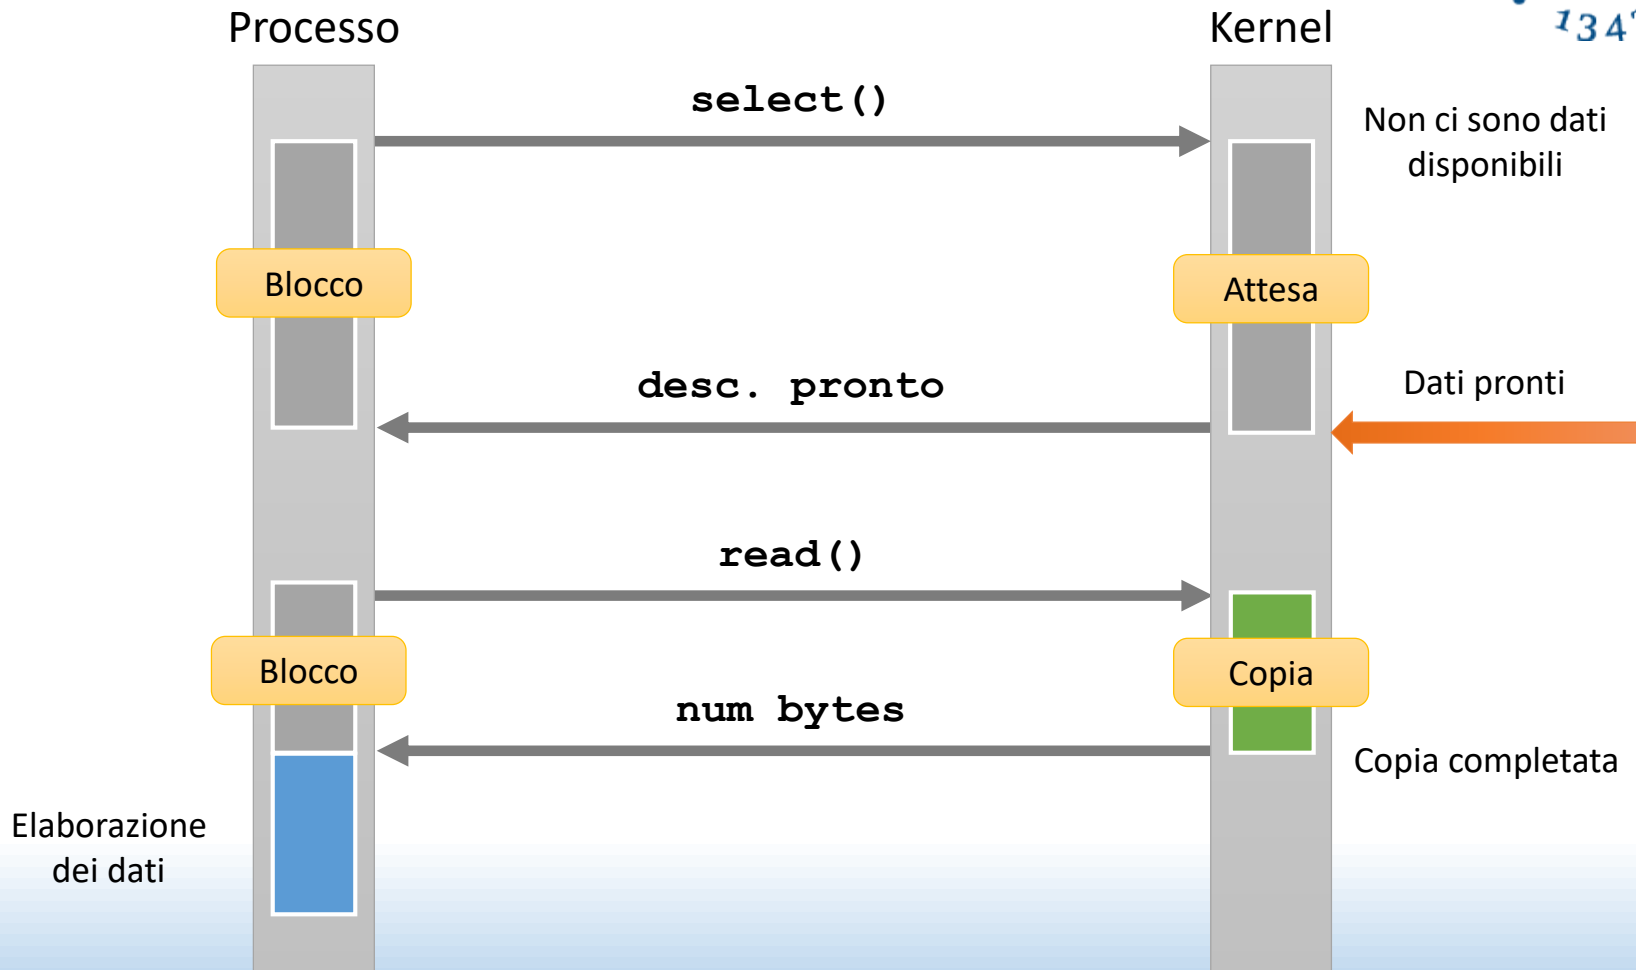 Processo
Kernel
134
select()
Non ci sono dati
disponibili
Blocco
Attesa
desc. pronto
Dati pronti
read()
Blocco
Copia
num bytes
Copia completata
Elaborazione
dei dati